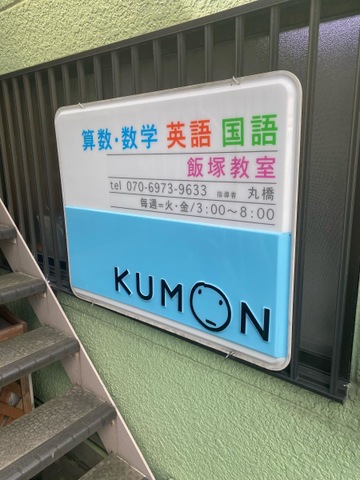 算数・数学 英語 国語
飯塚教室
tel 070-6973-9633 指導者 丸橋
毎週=火・金/3:00～8:00
KUMON